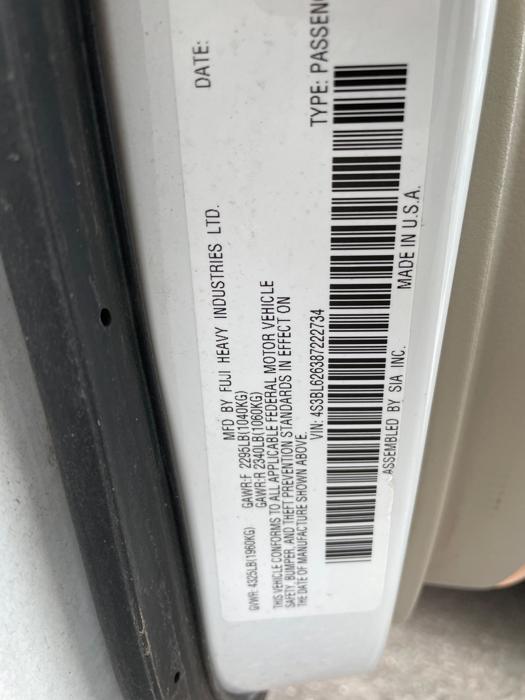 MFD BY FUJI HEAVY INDUSTRIES LTD. DATE:
GVWR: 4325LB(1960KG) GAWR:F 2295LB(1040KG)
GAWR:R 2340LB(1060KG)
THIS VEHICLE CONFORMS TO ALL APPLICABLE FEDERAL MOTOR VEHICLE
SAFETY, BUMPER, AND THEFT PREVENTION STANDARDS IN EFFECT ON
THE DATE OF MANUFACTURE SHOWN ABOVE.
VIN: 4S3BL626387222734 TYPE: PASSEN
ASSEMBLED BY SIA INC. MADE IN U.S.A.